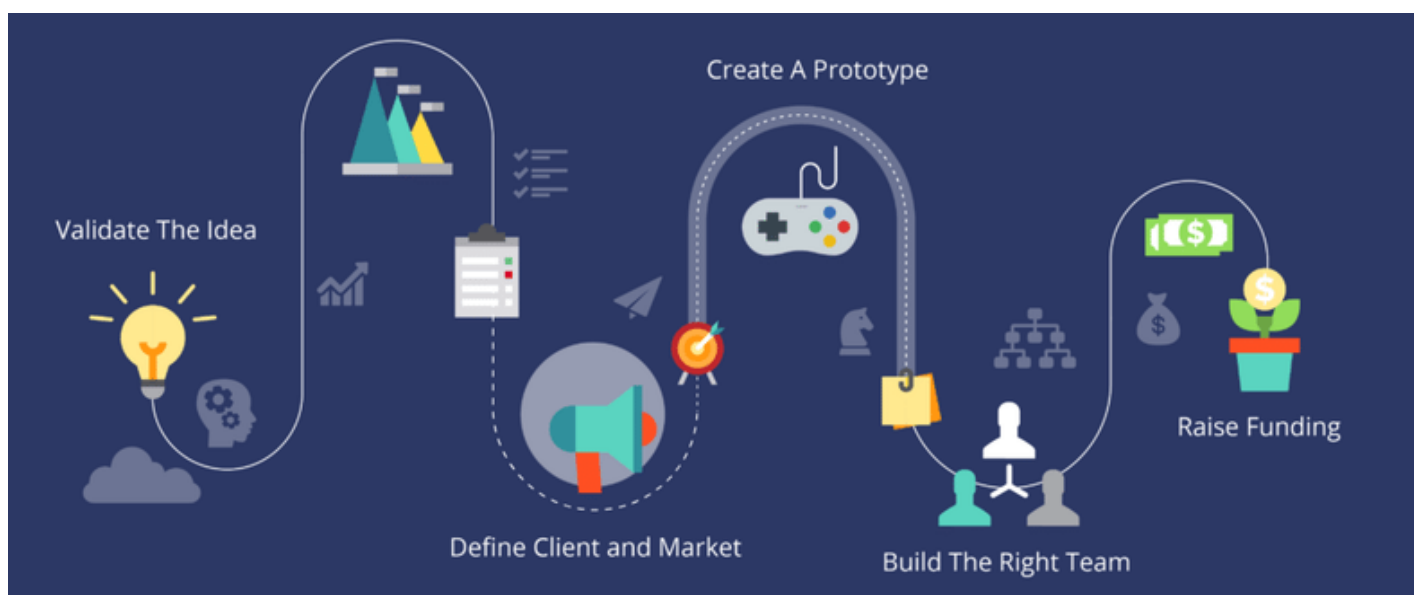 Validate The Idea
Define Client and Market
Create A Prototype
Build The Right Team
Raise Funding